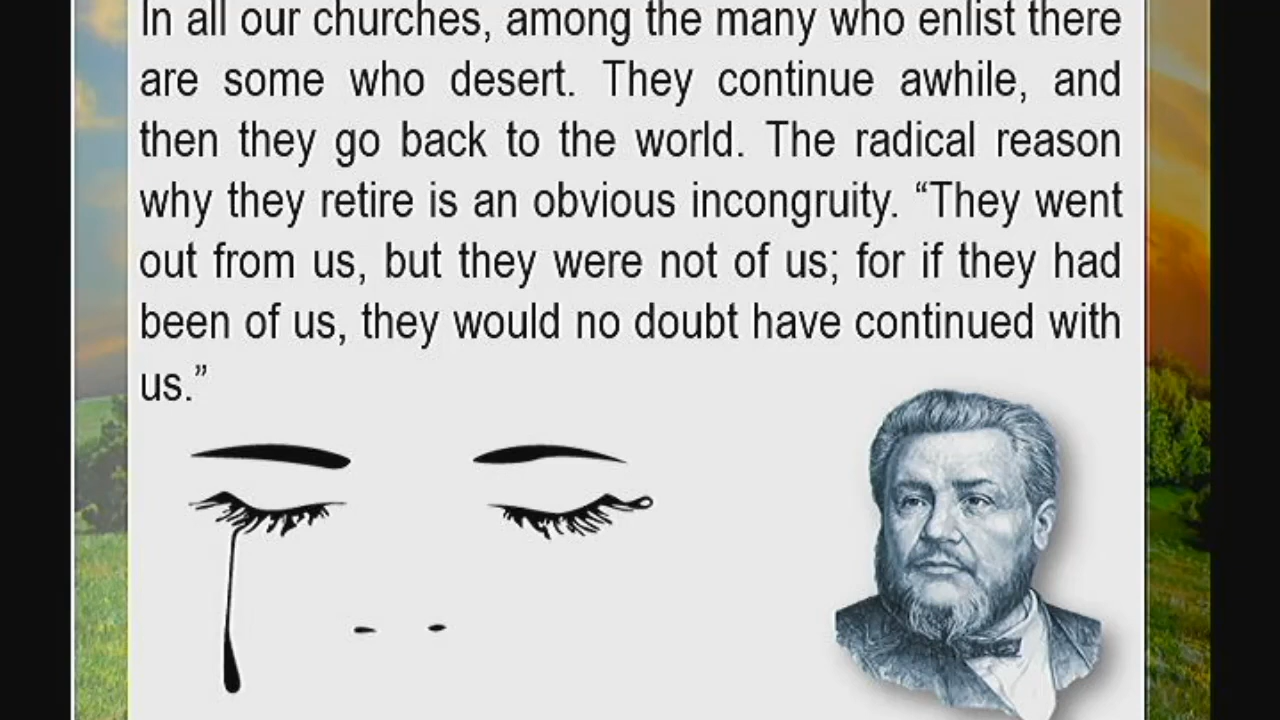 In all our churches, among the many who enlist there
are some who desert. They continue awhile, and
then they go back to the world. The radical reason
why they retire is an obvious incongruity. “They went
out from us, but they were not of us; for if they had
been of us, they would no doubt have continued with
us.”